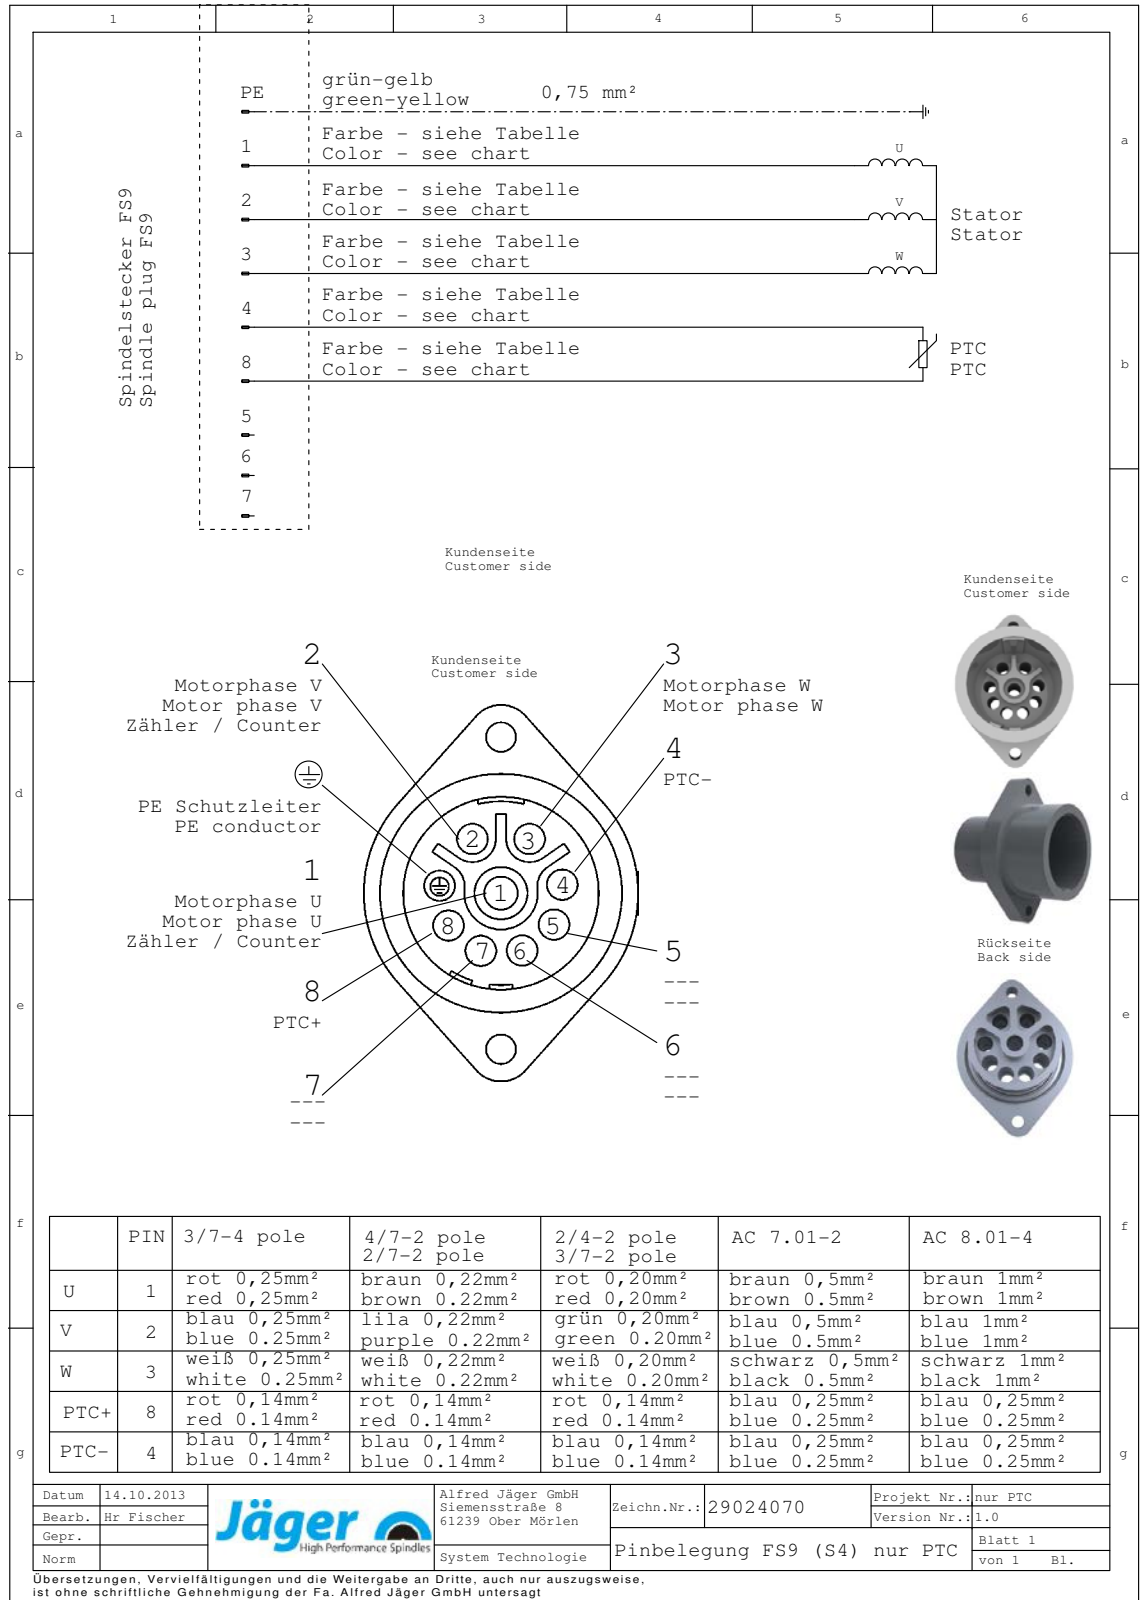 1 2 3 4 5 6
a
b
c
d
e
f
g
a
b
c
d
e
f
g
Spindelstecker FS9
Spindle plug FS9
PE
grün-gelb
green-yellow
0,75 mm²
1
Farbe - siehe Tabelle
Color - see chart
U
2
Farbe - siehe Tabelle
Color - see chart
V
Stator
Stator
3
Farbe - siehe Tabelle
Color - see chart
W
4
Farbe - siehe Tabelle
Color - see chart
8
Farbe - siehe Tabelle
Color - see chart
PTC
PTC
5
6
7
Kundenseite
Customer side
Kundenseite
Customer side
Kundenseite
Customer side
2
Motorphase V
Motor phase V
Zähler / Counter
3
Motorphase W
Motor phase W
4
PTC-
PE Schutzleiter
PE conductor
1
Motorphase U
Motor phase U
Zähler / Counter
8
PTC+
7
---
---
5
---
---
6
---
---
2 3
1 4
8 5
7 6
Rückseite
Back side
PIN 3/7-4 pole 4/7-2 pole 2/4-2 pole AC 7.01-2 AC 8.01-4
2/7-2 pole 3/7-2 pole
U 1 rot 0,25mm² braun 0,22mm² rot 0,20mm² braun 0,5mm² braun 1mm²
red 0,25mm² brown 0.22mm² red 0,20mm² brown 0.5mm² brown 1mm²
V 2 blau 0,25mm² lila 0,22mm² grün 0,20mm² blau 0,5mm² blau 1mm²
blue 0.25mm² purple 0.22mm² green 0.20mm² blue 0.5mm² blue 1mm²
W 3 weiß 0,25mm² weiß 0,22mm² weiß 0,20mm² schwarz 0,5mm² schwarz 1mm²
white 0.25mm² white 0.22mm² white 0.20mm² black 0.5mm² black 1mm²
PTC+ 8 rot 0,14mm² rot 0,14mm² rot 0,14mm² blau 0,25mm² blau 0,25mm²
red 0.14mm² red 0.14mm² red 0.14mm² blue 0.25mm² blue 0.25mm²
PTC- 4 blau 0,14mm² blau 0,14mm² blau 0,14mm² blau 0,25mm² blau 0,25mm²
blue 0.14mm² blue 0.14mm² blue 0.14mm² blue 0.25mm² blue 0.25mm²
Datum 14.10.2013
Bearb. Hr Fischer
Gepr.
Norm
Jäger
High Performance Spindles
Alfred Jäger GmbH
Siemensstraße 8
61239 Ober Mörlen
System Technologie
Zeichn.Nr.: 29024070
Pinbelegung FS9 (S4) nur PTC
Projekt Nr.: nur PTC
Version Nr.: 1.0
Blatt 1
von 1 Bl.
Übersetzungen, Vervielfältigungen und die Weitergabe an Dritte, auch nur auszugsweise,
ist ohne schriftliche Gehnehmigung der Fa. Alfred Jäger GmbH untersagt